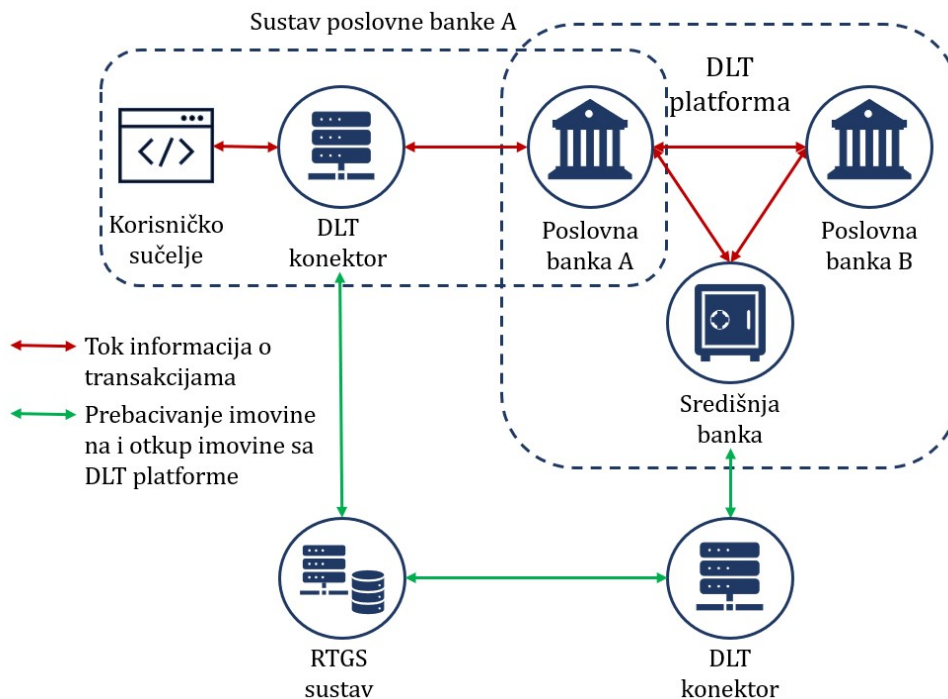 Sustav poslovne banke A
DLT
platforma
</>
Korisničko
sučelje
DLT
konektor
Poslovna
banka A
Poslovna
banka B
Središnja
banka
Tok informacija o
transakcijama
Prebacivanje imovine
na i otkup imovine sa
DLT platforme
RTGS
sustav
DLT
konektor